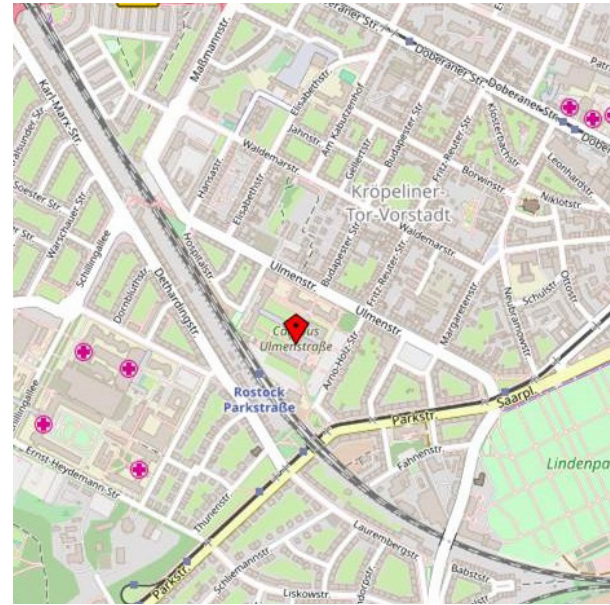 Maßmannstr.
Doberaner Str.
Doberaner Str.
Karl-Marx-Str.
Elisabethstr.
Am Kabutzenhof
Jahnstr.
Gellertstr.
Budapester Str.
Fritz-Reuter-Str.
Klosterbachstr.
Leonhardstr.
Waldemarstr.
Hansastr.
Elisabethstr.
Borwinstr.
Niklotstr.
Kröpeliner-
Tor-Vorstadt
Soester Str.
Warschauer Str.
Schillingallee
Hospitalstr.
Waldemarstr.
Dornblüthstr.
Dethardingstr.
Ulmenstr.
Budapester Str.
Fritz-Reuter-Str.
Margaretenstr.
Neubramowstr.
Schulstr.
Ottostr.
Ulmenstr.
Ulmenstraße
Arno-Holz-Str.
Rostock
Parkstraße
Saarpl.
Parkstr.
Fahnenstr.
Ernst-Heydemann-Str.
Thünenstr.
Parkstr.
Schliemannstr.
Laurembergstr.
Liskowstr.
Babststr.